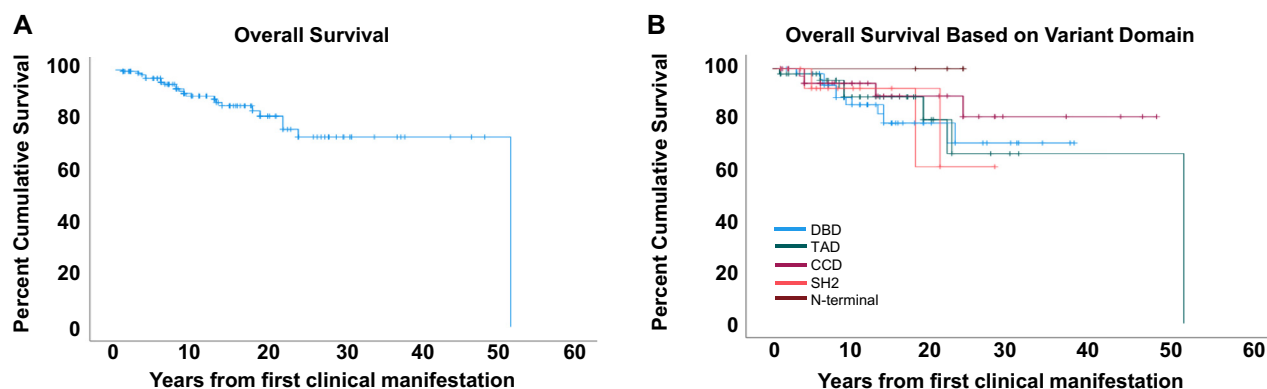 A
Overall Survival
Percent Cumulative Survival
100
80
60
40
20
0
0 10 20 30 40 50 60
Years from first clinical manifestation
B
Overall Survival Based on Variant Domain
Percent Cumulative Survival
100
80
60
40
20
0
DBD
TAD
CCD
SH2
N-terminal
0 10 20 30 40 50 60
Years from first clinical manifestation